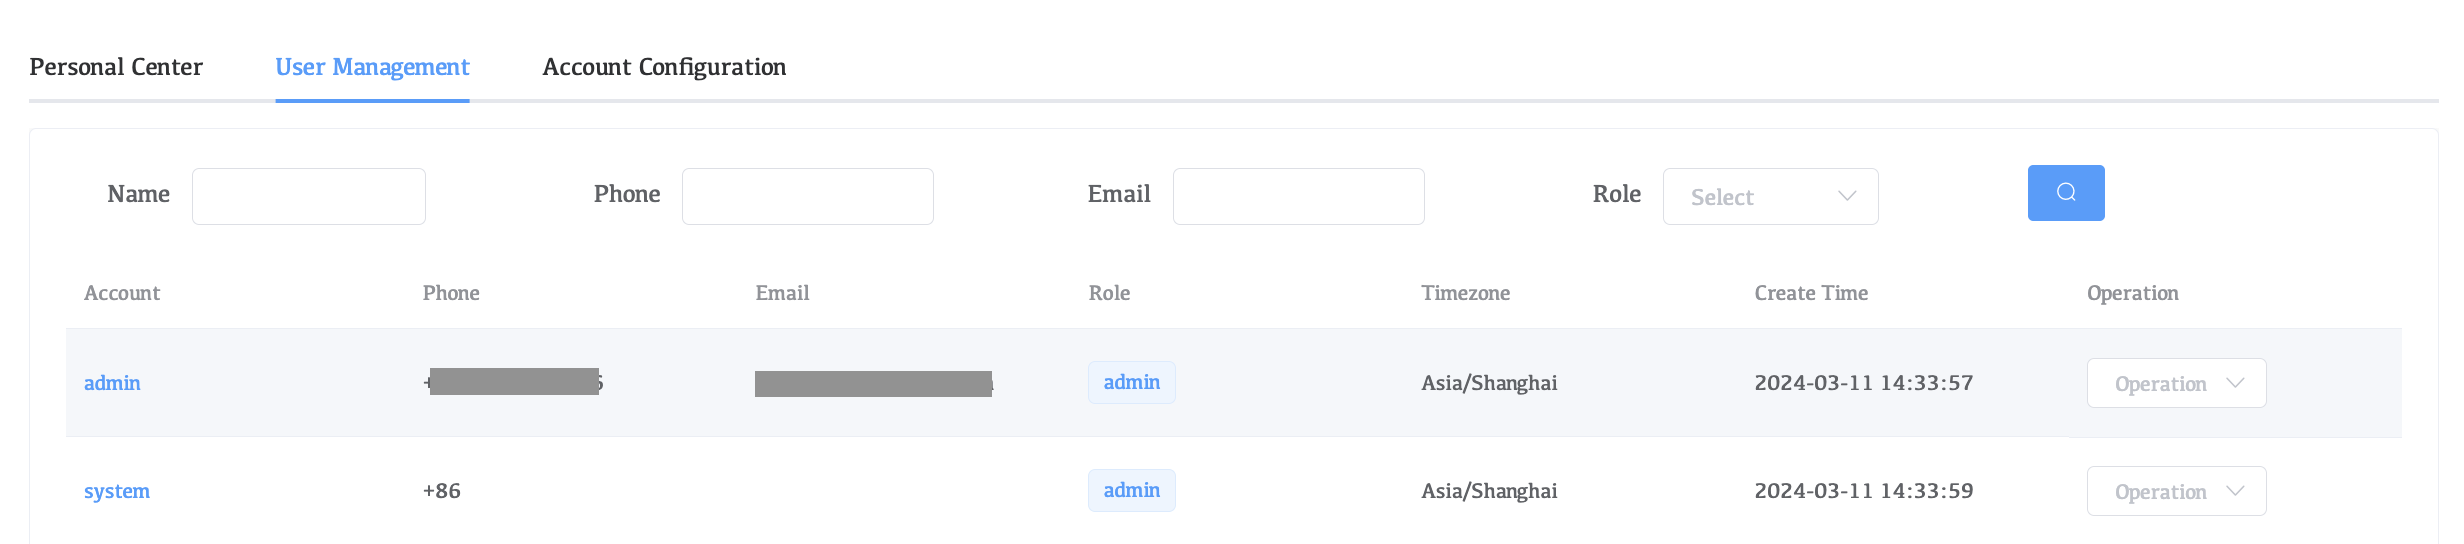 Personal Center User Management Account Configuration
Name Phone Email Role Select
Account Phone Email Role Timezone Create Time Operation
admin admin Asia/Shanghai 2024-03-11 14:33:57 Operation
system +86 admin Asia/Shanghai 2024-03-11 14:33:59 Operation